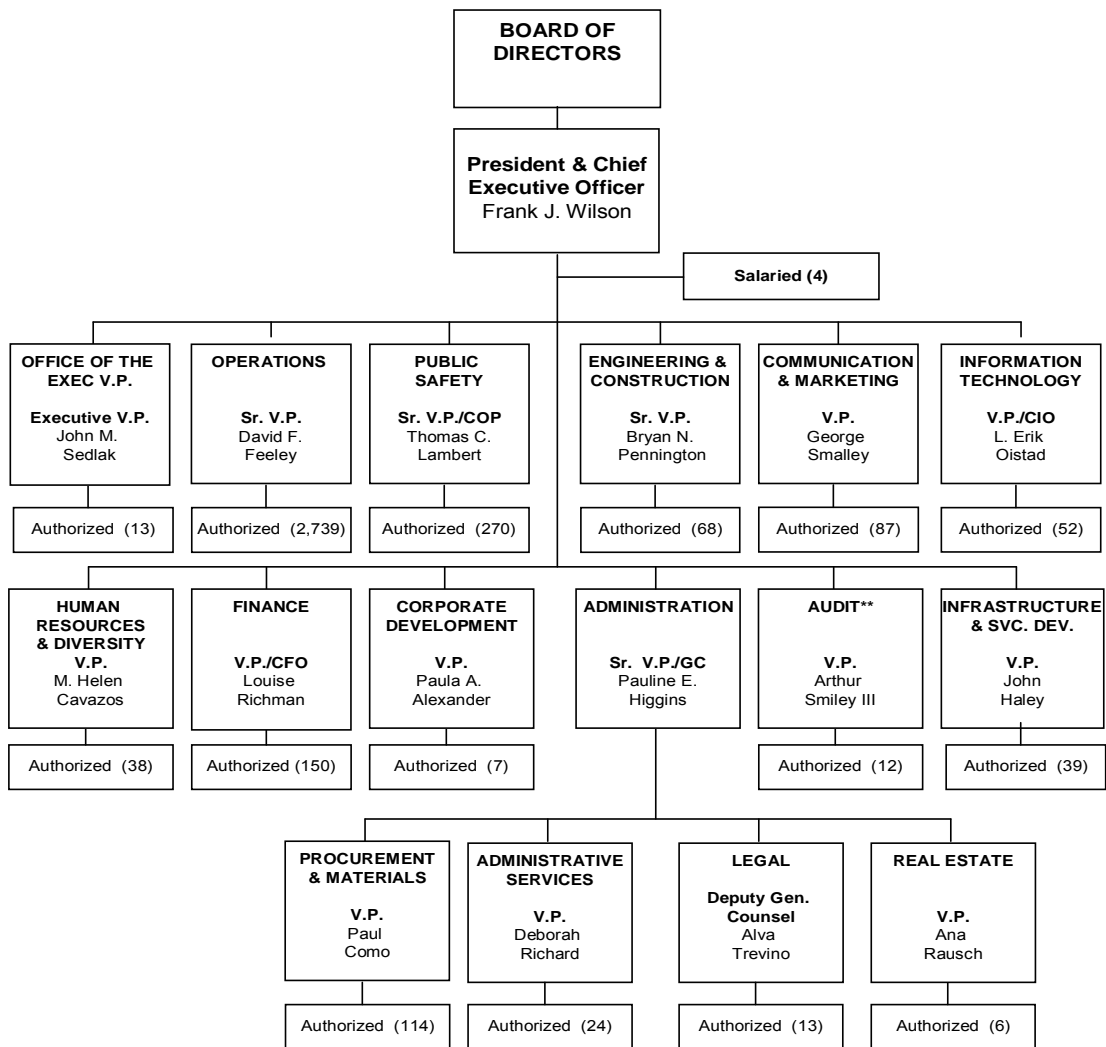 BOARD OF
DIRECTORS
President & Chief
Executive Officer
Frank J. Wilson
Salaried (4)
OFFICE OF THE
EXEC V.P.
Executive V.P.
John M.
Sedlak
Authorized (13)
OPERATIONS
Sr. V.P.
David F.
Feeley
Authorized (2,739)
PUBLIC
SAFETY
Sr. V.P./COP
Thomas C.
Lambert
Authorized (270)
ENGINEERING &
CONSTRUCTION
Sr. V.P.
Bryan N.
Pennington
Authorized (68)
COMMUNICATION
& MARKETING
V.P.
George
Smalley
Authorized (87)
INFORMATION
TECHNOLOGY
V.P./CIO
L. Erik
Oistad
Authorized (52)
HUMAN
RESOURCES
& DIVERSITY
V.P.
M. Helen
Cavazos
Authorized (38)
FINANCE
V.P./CFO
Louise
Richman
Authorized (150)
CORPORATE
DEVELOPMENT
V.P.
Paula A.
Alexander
Authorized (7)
ADMINISTRATION
Sr. V.P./GC
Pauline E.
Higgins
AUDIT**
V.P.
Arthur
Smiley III
Authorized (12)
INFRASTRUCTURE
& SVC. DEV.
V.P.
John
Haley
Authorized (39)
PROCUREMENT
& MATERIALS
V.P.
Paul
Como
Authorized (114)
ADMINISTRATIVE
SERVICES
V.P.
Deborah
Richard
Authorized (24)
LEGAL
Deputy Gen.
Counsel
Alva
Trevino
Authorized (13)
REAL ESTATE
V.P.
Ana
Rausch
Authorized (6)